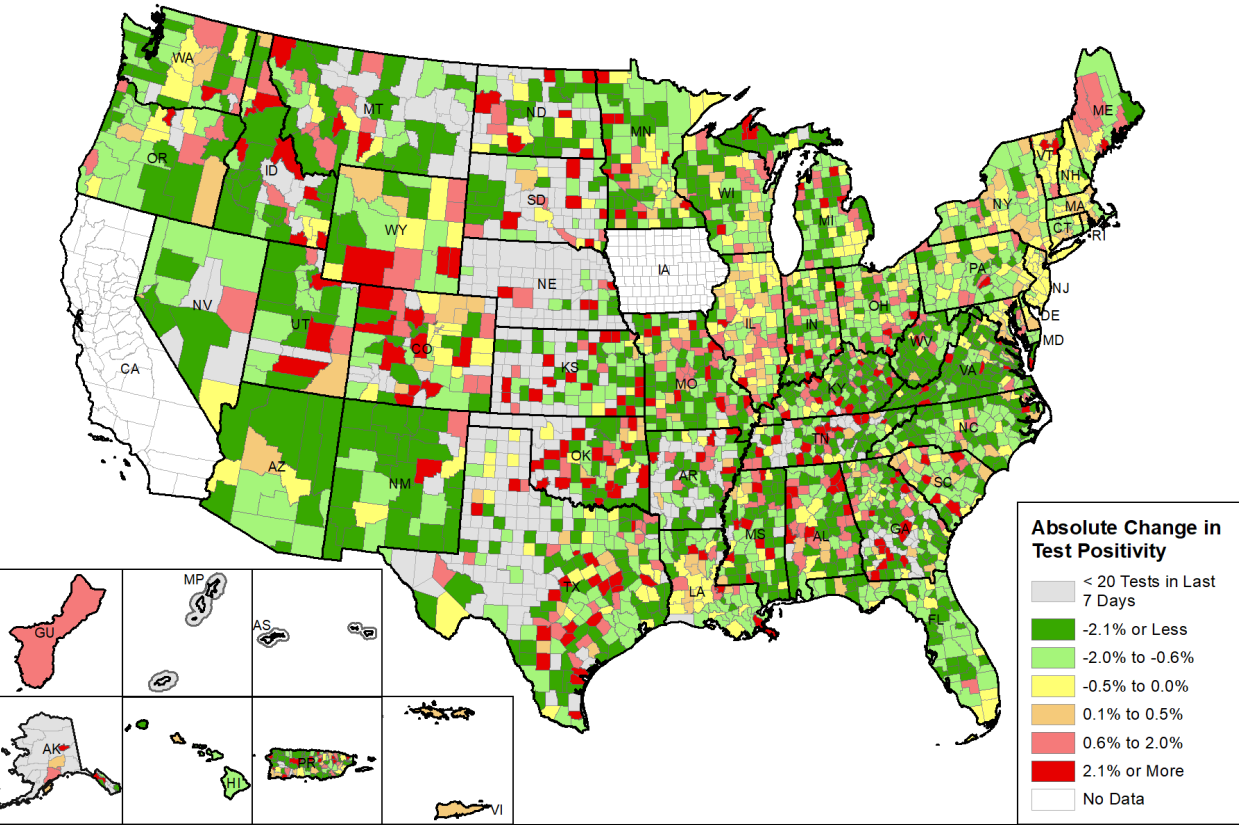 WA
MT
ND
MN
ME
OR
ID
SD
WI
MI
VT
NH
NY
MA
CT
RI
WY
NE
IA
PA
NJ
NV
UT
CO
KS
IL
IN
OH
DE
MD
WV
VA
CA
MO
KY
NC
TN
OK
AR
SC
AZ
NM
MS
AL
GA
TX
LA
FL
GU
MP
AS
AK
HI
PR
VI
Absolute Change in
Test Positivity
< 20 Tests in Last
7 Days
-2.1% or Less
-2.0% to -0.6%
-0.5% to 0.0%
0.1% to 0.5%
0.6% to 2.0%
2.1% or More
No Data